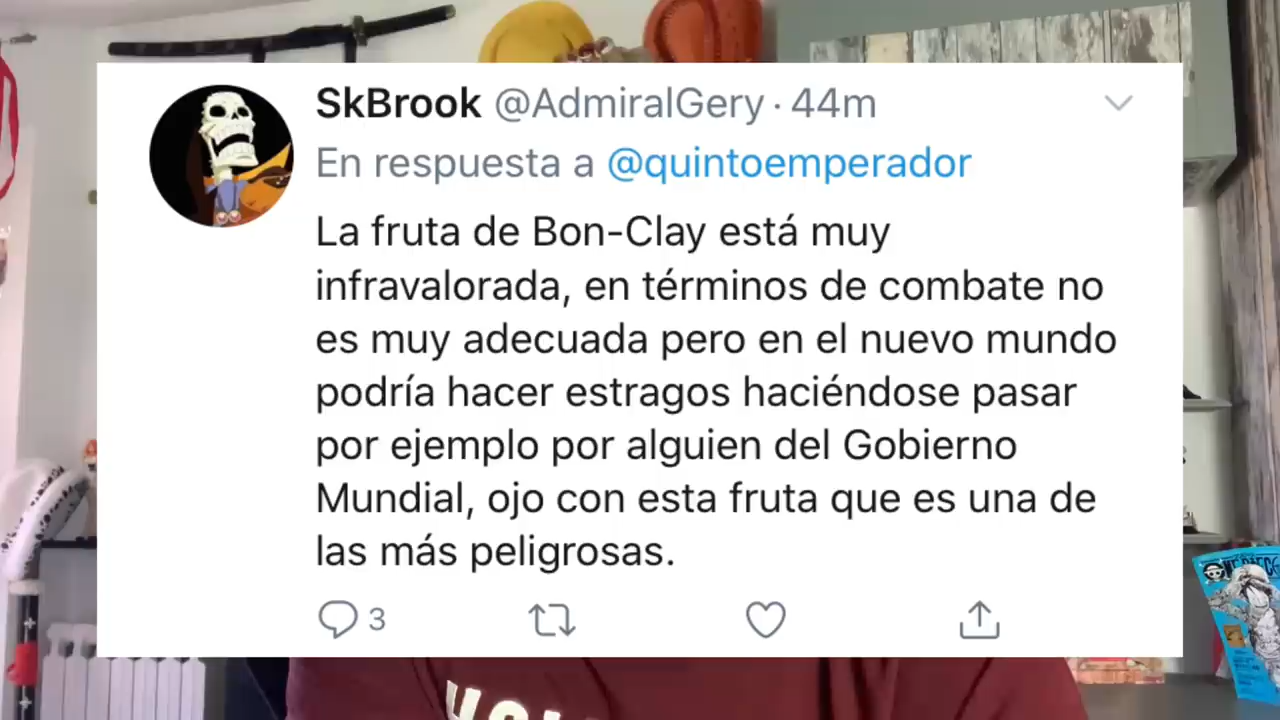 SkBrook @AdmiralGery · 44m
En respuesta a @quintoemperador
La fruta de Bon-Clay está muy
infravalorada, en términos de combate no
es muy adecuada pero en el nuevo mundo
podría hacer estragos haciéndose pasar
por ejemplo por alguien del Gobierno
Mundial, ojo con esta fruta que es una de
las más peligrosas.
3